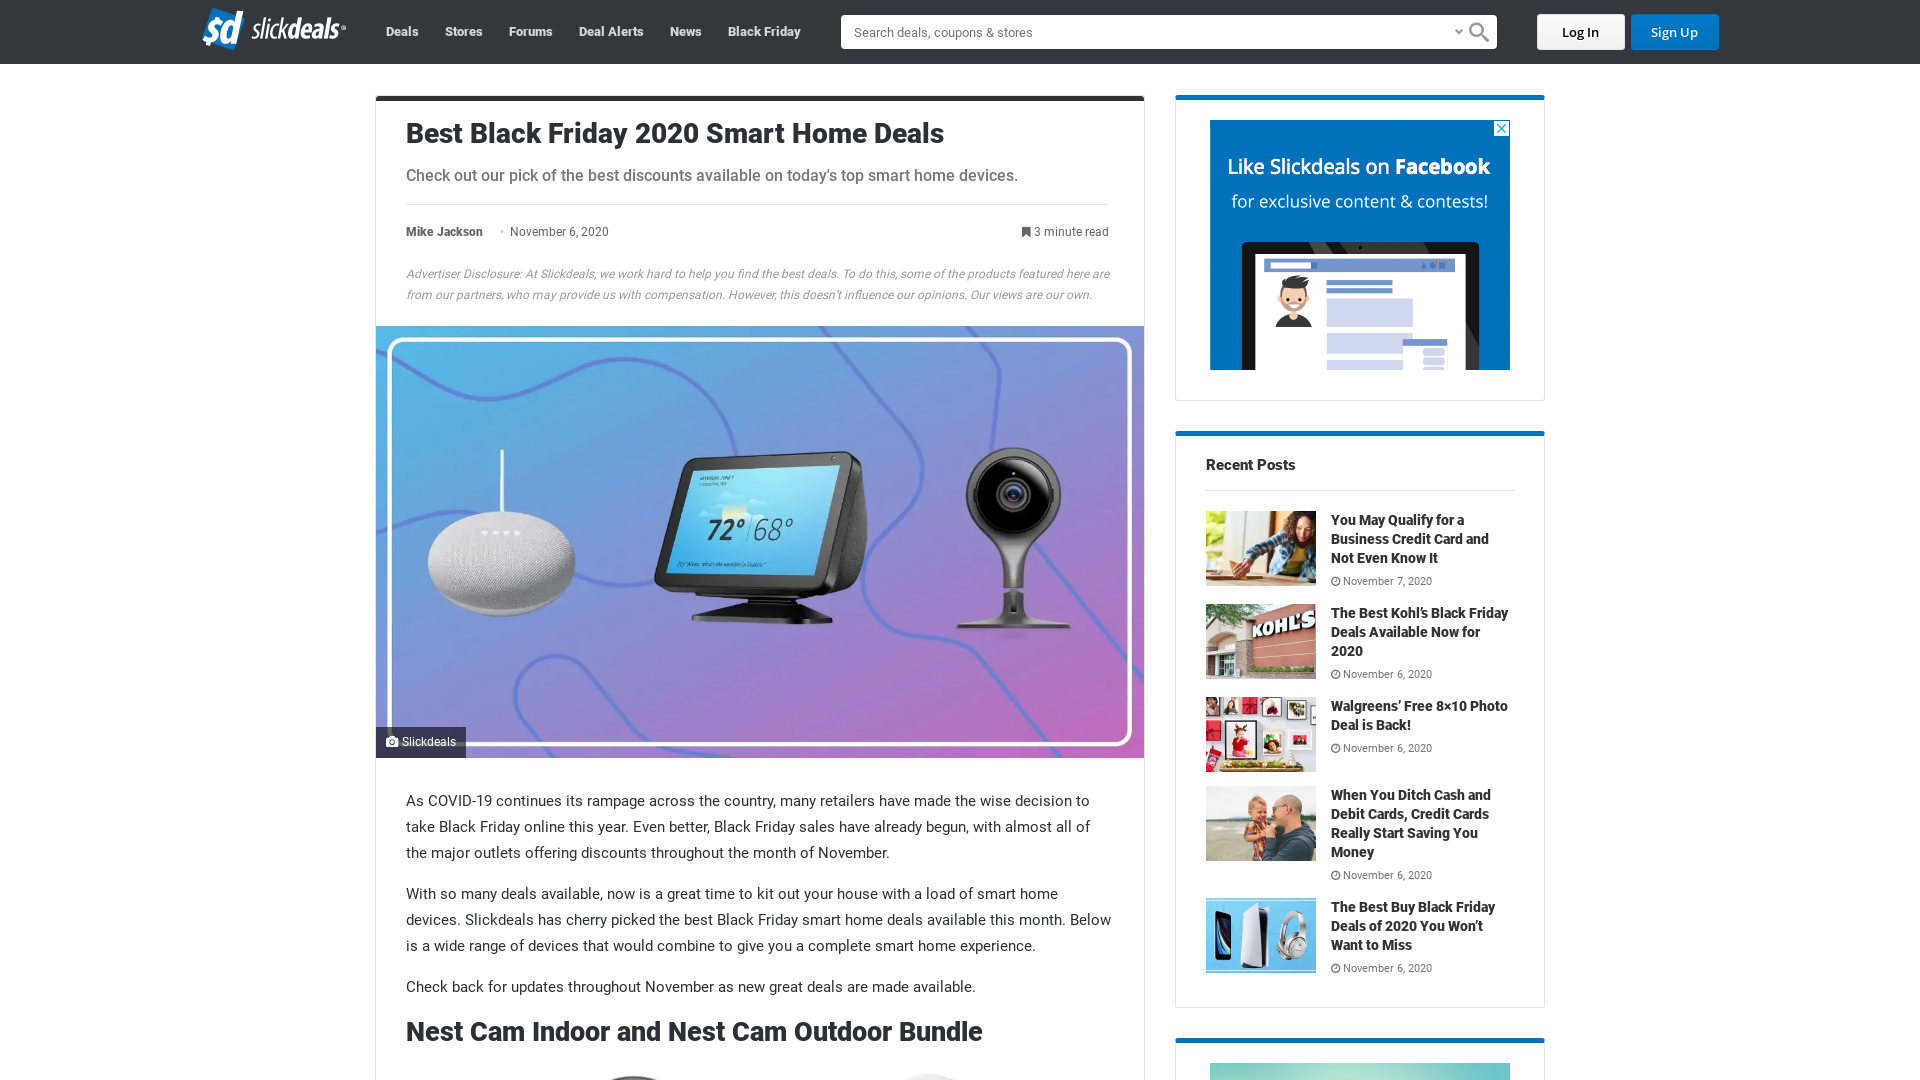 sd slickdeals
Deals
Stores
Forums
Deal Alerts
News
Black Friday
Search deals, coupons & stores
Log In
Sign Up
Best Black Friday 2020 Smart Home Deals
Check out our pick of the best discounts available on today's top smart home devices.
Mike Jackson
November 6, 2020
3 minute read
Advertiser Disclosure: At Slickdeals, we work hard to help you find the best deals. To do this, some of the products featured here are
from our partners, who may provide us with compensation. However, this doesn't influence our opinions. Our views are our own.
72° 68°
Slickdeals
As COVID-19 continues its rampage across the country, many retailers have made the wise decision to
take Black Friday online this year. Even better, Black Friday sales have already begun, with almost all of
the major outlets offering discounts throughout the month of November.
With so many deals available, now is a great time to kit out your house with a load of smart home
devices. Slickdeals has cherry picked the best Black Friday smart home deals available this month. Below
is a wide range of devices that would combine to give you a complete smart home experience.
Check back for updates throughout November as new great deals are made available.
Nest Cam Indoor and Nest Cam Outdoor Bundle
Like Slickdeals on Facebook
for exclusive content & contests!
Recent Posts
You May Qualify for a
Business Credit Card and
Not Even Know It
November 7, 2020
KOHL'S
The Best Kohl’s Black Friday
Deals Available Now for
2020
November 6, 2020
Walgreens’ Free 8×10 Photo
Deal is Back!
November 6, 2020
When You Ditch Cash and
Debit Cards, Credit Cards
Really Start Saving You
Money
November 6, 2020
The Best Buy Black Friday
Deals of 2020 You Won’t
Want to Miss
November 6, 2020